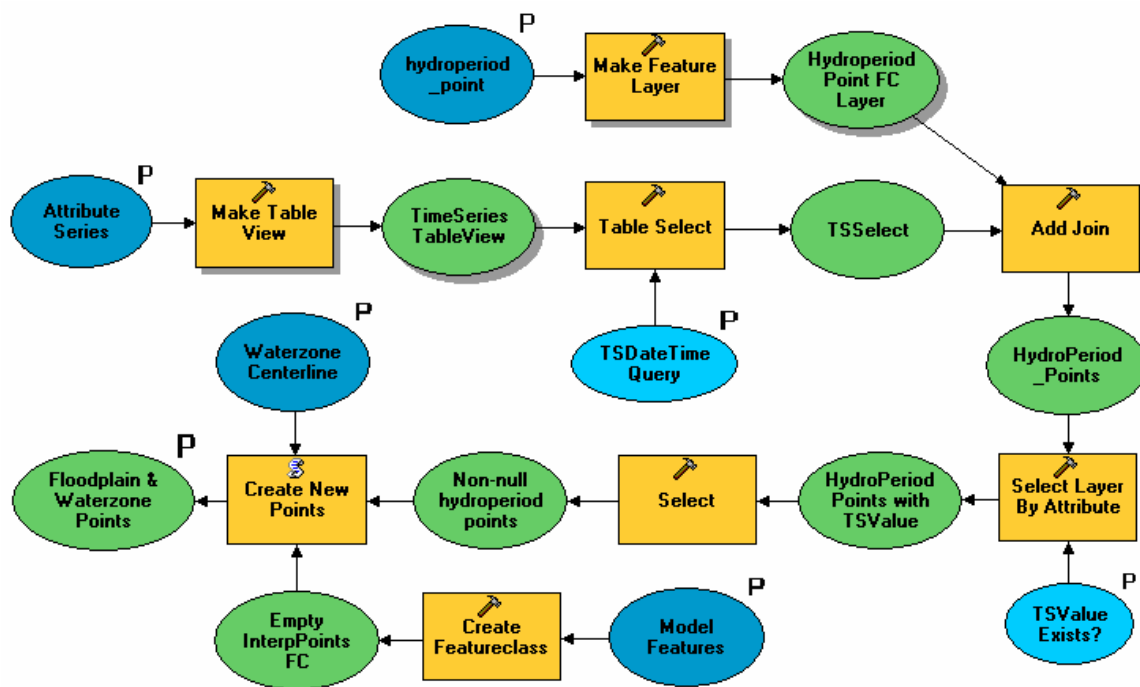 P
hydroperiod
_point
Make Feature
Layer
Hydroperiod
Point FC
Layer
P
Attribute
Series
Make Table
View
TimeSeries
TableView
Table Select
TSSelect
Add Join
P
Waterzone
Centerline
P
TSDateTime
Query
HydroPeriod
_Points
P
Floodplain &
Waterzone
Points
Create New
Points
Non-null
hydroperiod
points
Select
HydroPeriod
Points with
TSValue
Select Layer
By Attribute
Empty
InterpPoints
FC
Create
Featureclass
P
Model
Features
P
TSValue
Exists?